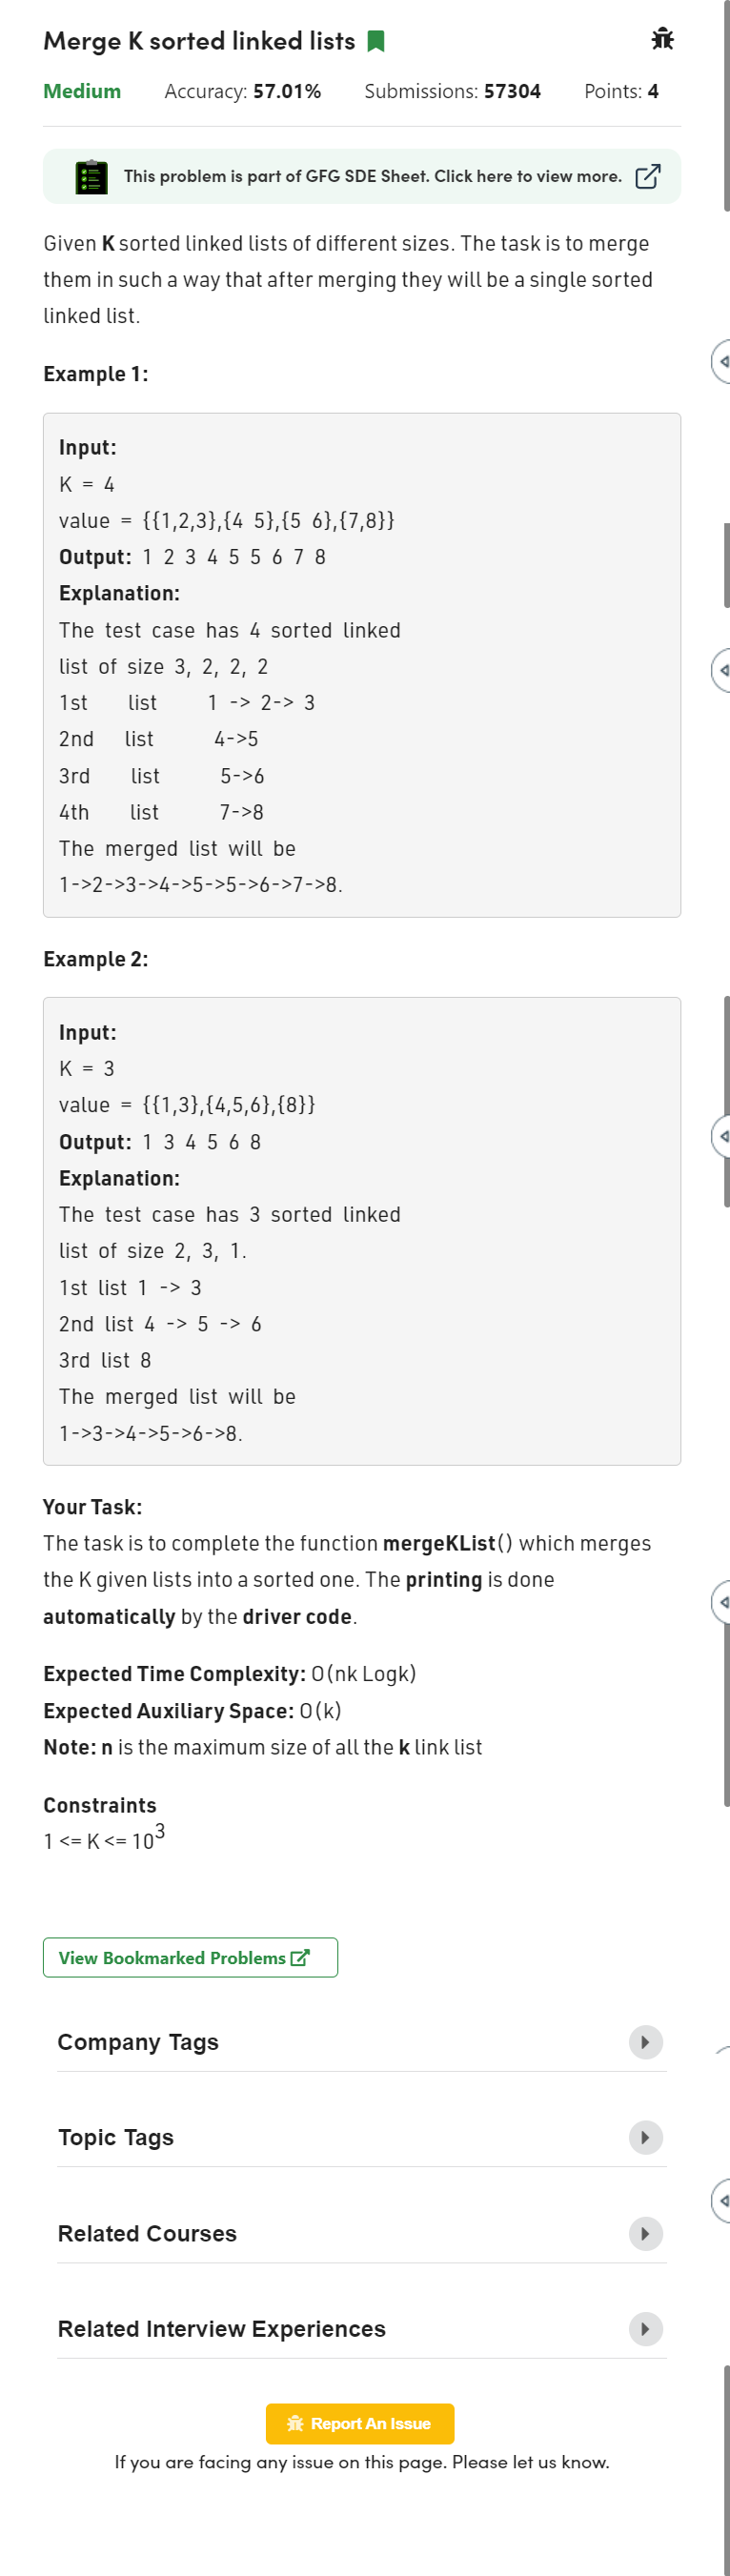 Merge K sorted linked lists
Medium Accuracy: 57.01% Submissions: 57304 Points: 4
This problem is part of GFG SDE Sheet. Click here to view more.
Given K sorted linked lists of different sizes. The task is to merge
them in such a way that after merging they will be a single sorted
linked list.
Example 1:
Input:
K = 4
value = {{1,2,3},{4 5},{5 6},{7,8}}
Output: 1 2 3 4 5 5 6 7 8
Explanation:
The test case has 4 sorted linked
list of size 3, 2, 2, 2
1st    list     1 -> 2-> 3
2nd   list      4->5
3rd    list      5->6
4th    list      7->8
The merged list will be
1->2->3->4->5->5->6->7->8.
Example 2:
Input:
K = 3
value = {{1,3},{4,5,6},{8}}
Output: 1 3 4 5 6 8
Explanation:
The test case has 3 sorted linked
list of size 2, 3, 1.
1st list 1 -> 3
2nd list 4 -> 5 -> 6
3rd list 8
The merged list will be
1->3->4->5->6->8.
Your Task:
The task is to complete the function mergeKList() which merges
the K given lists into a sorted one. The printing is done
automatically by the driver code.
Expected Time Complexity: O(nk Logk)
Expected Auxiliary Space: O(k)
Note: n is the maximum size of all the k link list
Constraints
1 <= K <= 10³
View Bookmarked Problems
Company Tags
Topic Tags
Related Courses
Related Interview Experiences
Report An Issue
If you are facing any issue on this page. Please let us know.